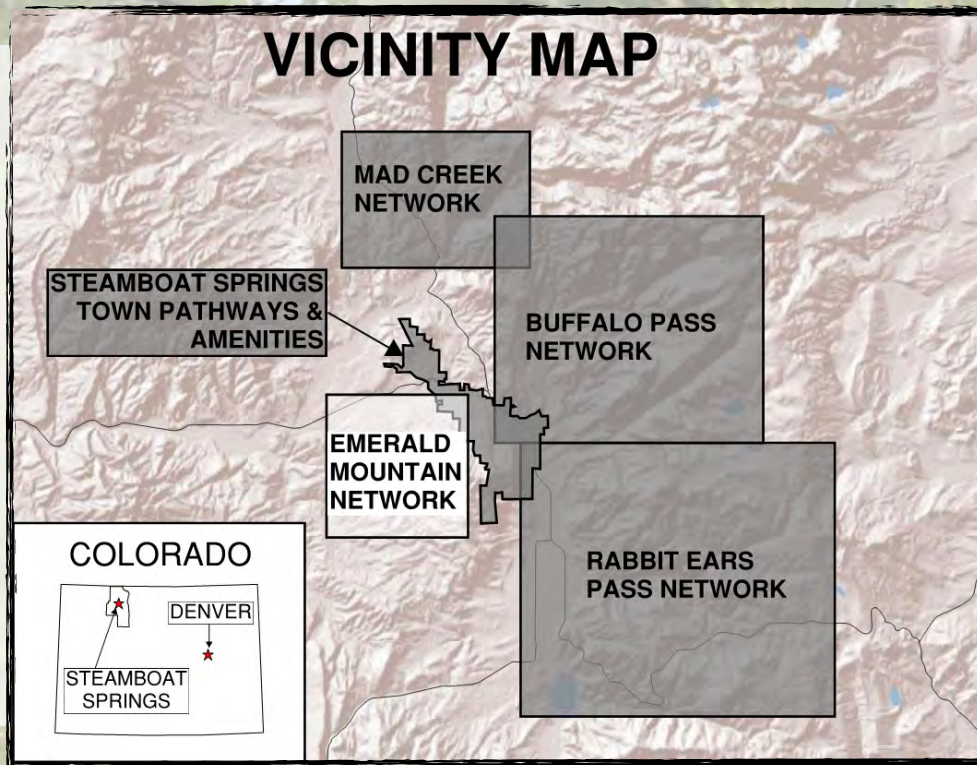 VICINITY MAP
MAD CREEK
NETWORK
STEAMBOAT SPRINGS
TOWN PATHWAYS &
AMENITIES
BUFFALO PASS
NETWORK
EMERALD
MOUNTAIN
NETWORK
RABBIT EARS
PASS NETWORK
COLORADO
DENVER
STEAMBOAT
SPRINGS